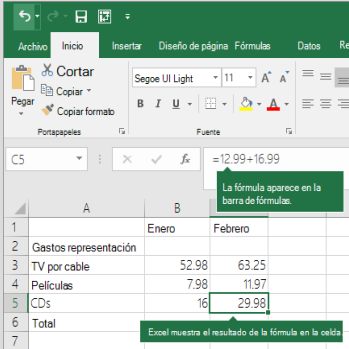 Archivo Inicio Insertar Diseño de página Fórmulas Datos Re
Cortar
Copiar
Copiar formato
Pegar
Portapapeles
Segoe UI Light 11 A A
N K S A
Fuente
C5 fx =12.99+16.99
La fórmula aparece en la
barra de fórmulas.
A B C
1 Enero Febrero
2 Gastos representación
3 TV por cable 52.98 63.25
4 Películas 7.98 11.97
5 CDs 16 29.98
6 Total
Excel muestra el resultado de la fórmula en la celda.
7